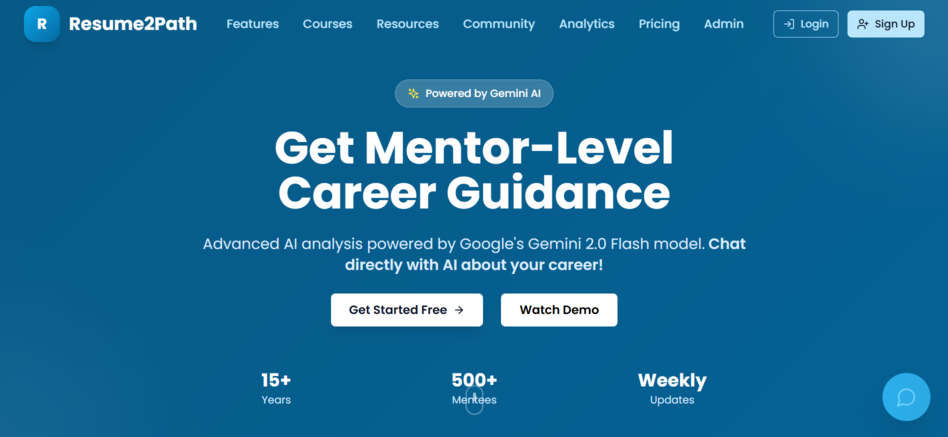 R Resume2Path Features Courses Resources Community Analytics Pricing Admin Login Sign Up
Powered by Gemini AI
Get Mentor-Level
Career Guidance
Advanced AI analysis powered by Google's Gemini 2.0 Flash model. Chat
directly with AI about your career!
Get Started Free Watch Demo
15+ 500+ Weekly
Years Mentees Updates